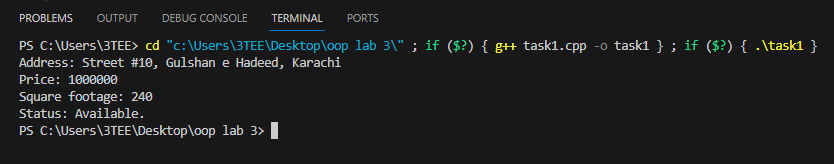 PROBLEMS OUTPUT DEBUG CONSOLE TERMINAL PORTS
PS C:\Users\3TEE> cd "c:\Users\3TEE\Desktop\oop lab 3\" ; if ($?) { g++ task1.cpp -o task1 } ; if ($?) { .\task1 }
Address: Street #10, Gulshan e Hadeed, Karachi
Price: 1000000
Square footage: 240
Status: Available.
PS C:\Users\3TEE\Desktop\oop lab 3>